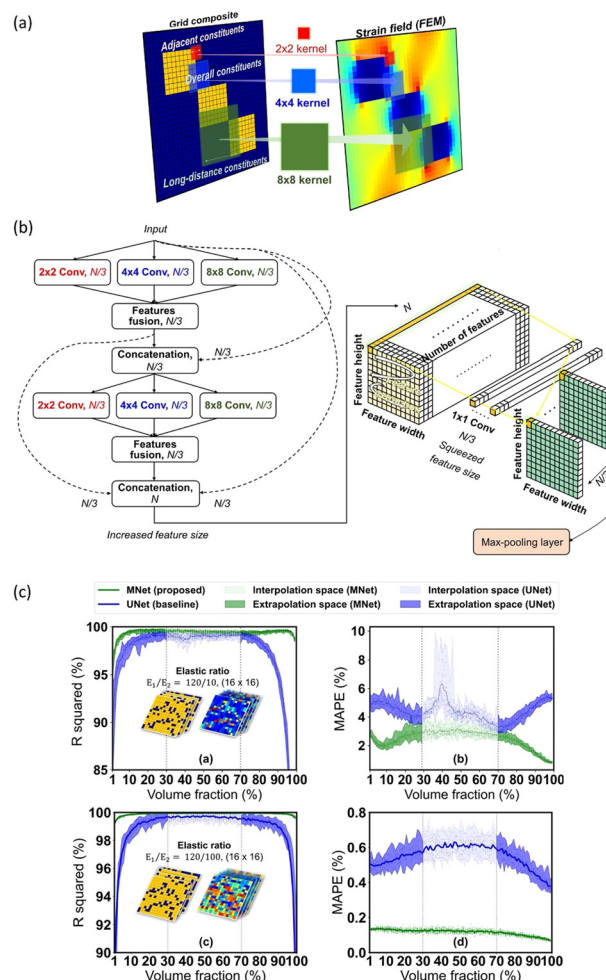 (a)
Grid composite
Strain field (FEM)
Adjacent constituents
2x2 kernel
Overall constituents
4x4 kernel
Long-distance constituents
8x8 kernel
(b)
Input
2x2 Conv, N/3
4x4 Conv, N/3
8x8 Conv, N/3
Features
fusion, N/3
N/3
Concatenation,
N/3
2x2 Conv, N/3
4x4 Conv, N/3
8x8 Conv, N/3
Features
fusion, N/3
N/3
Concatenation,
N
N/3
Increased feature size
N
Number of features
Feature height
Feature width
1x1 Conv
N/3
Squeezed
feature size
Feature height
Feature width
N/3
Max-pooling layer
(c)
MNet (proposed)
UNet (baseline)
Interpolation space (MNet)
Extrapolation space (MNet)
Interpolation space (UNet)
Extrapolation space (UNet)
R squared (%)
100
95
90
85
Elastic ratio
E1/E2 = 120/10, (16 x 16)
(a)
1 10 20 30 40 50 60 70 80 90100
Volume fraction (%)
MAPE (%)
10
8
6
4
2
(b)
1 10 20 30 40 50 60 70 80 90100
Volume fraction (%)
R squared (%)
100
98
96
94
92
90
Elastic ratio
E1/E2 = 120/100, (16 x 16)
(c)
1 10 20 30 40 50 60 70 80 90100
Volume fraction (%)
MAPE (%)
0.8
0.6
0.4
0.2
0.0
(d)
1 10 20 30 40 50 60 70 80 90100
Volume fraction (%)